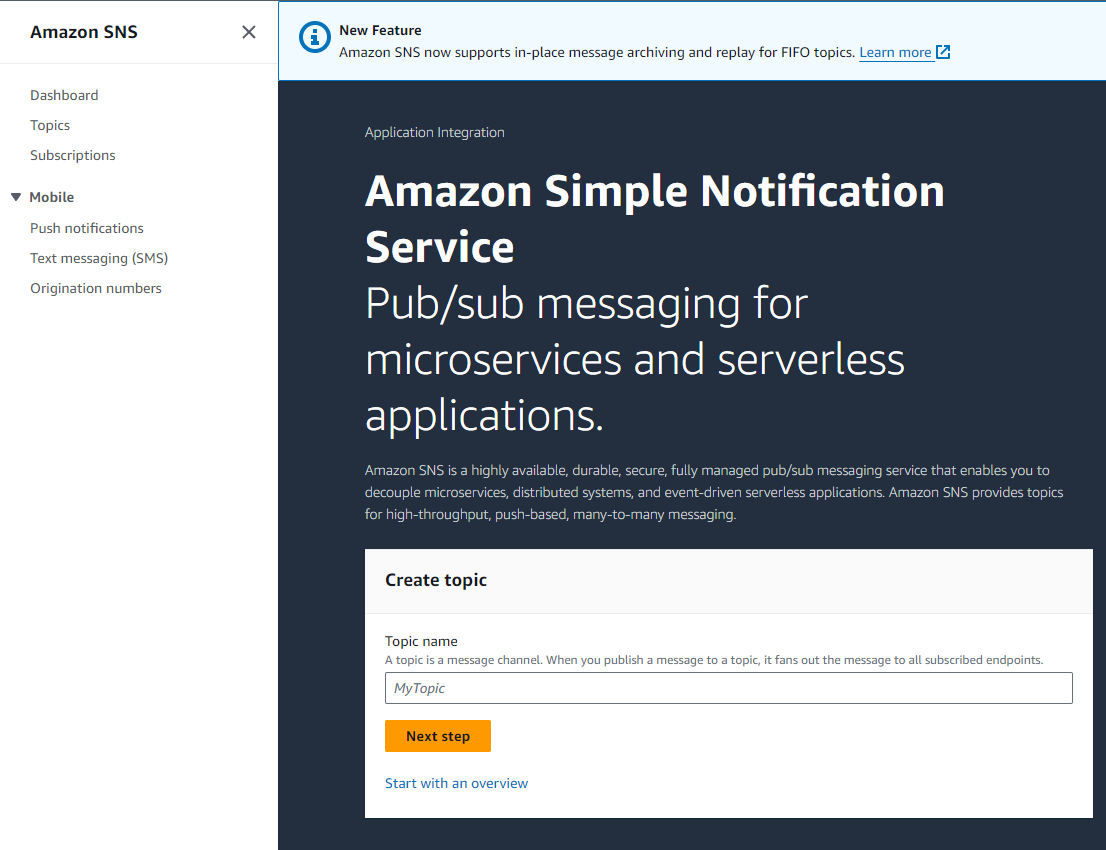 Amazon SNS
Dashboard
Topics
Subscriptions
Mobile
Push notifications
Text messaging (SMS)
Origination numbers
New Feature
Amazon SNS now supports in-place message archiving and replay for FIFO topics. Learn more
Application Integration
Amazon Simple Notification
Service
Pub/sub messaging for
microservices and serverless
applications.
Amazon SNS is a highly available, durable, secure, fully managed pub/sub messaging service that enables you to
decouple microservices, distributed systems, and event-driven serverless applications. Amazon SNS provides topics
for high-throughput, push-based, many-to-many messaging.
Create topic
Topic name
A topic is a message channel. When you publish a message to a topic, it fans out the message to all subscribed endpoints.
MyTopic
Next step
Start with an overview